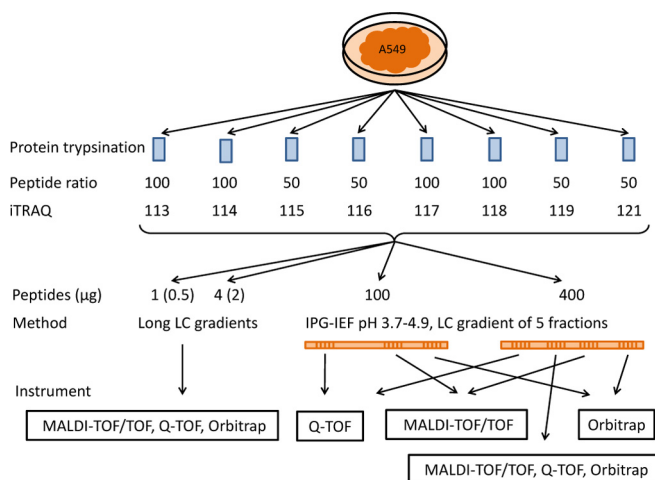 A549
Protein trypsination
Peptide ratio 100 100 50 50 100 100 50 50
iTRAQ 113 114 115 116 117 118 119 121
Peptides (µg) 1 (0.5) 4 (2) 100 400
Method Long LC gradients IPG-IEF pH 3.7-4.9, LC gradient of 5 fractions
Instrument
MALDI-TOF/TOF, Q-TOF, Orbitrap Q-TOF MALDI-TOF/TOF Orbitrap
MALDI-TOF/TOF, Q-TOF, Orbitrap